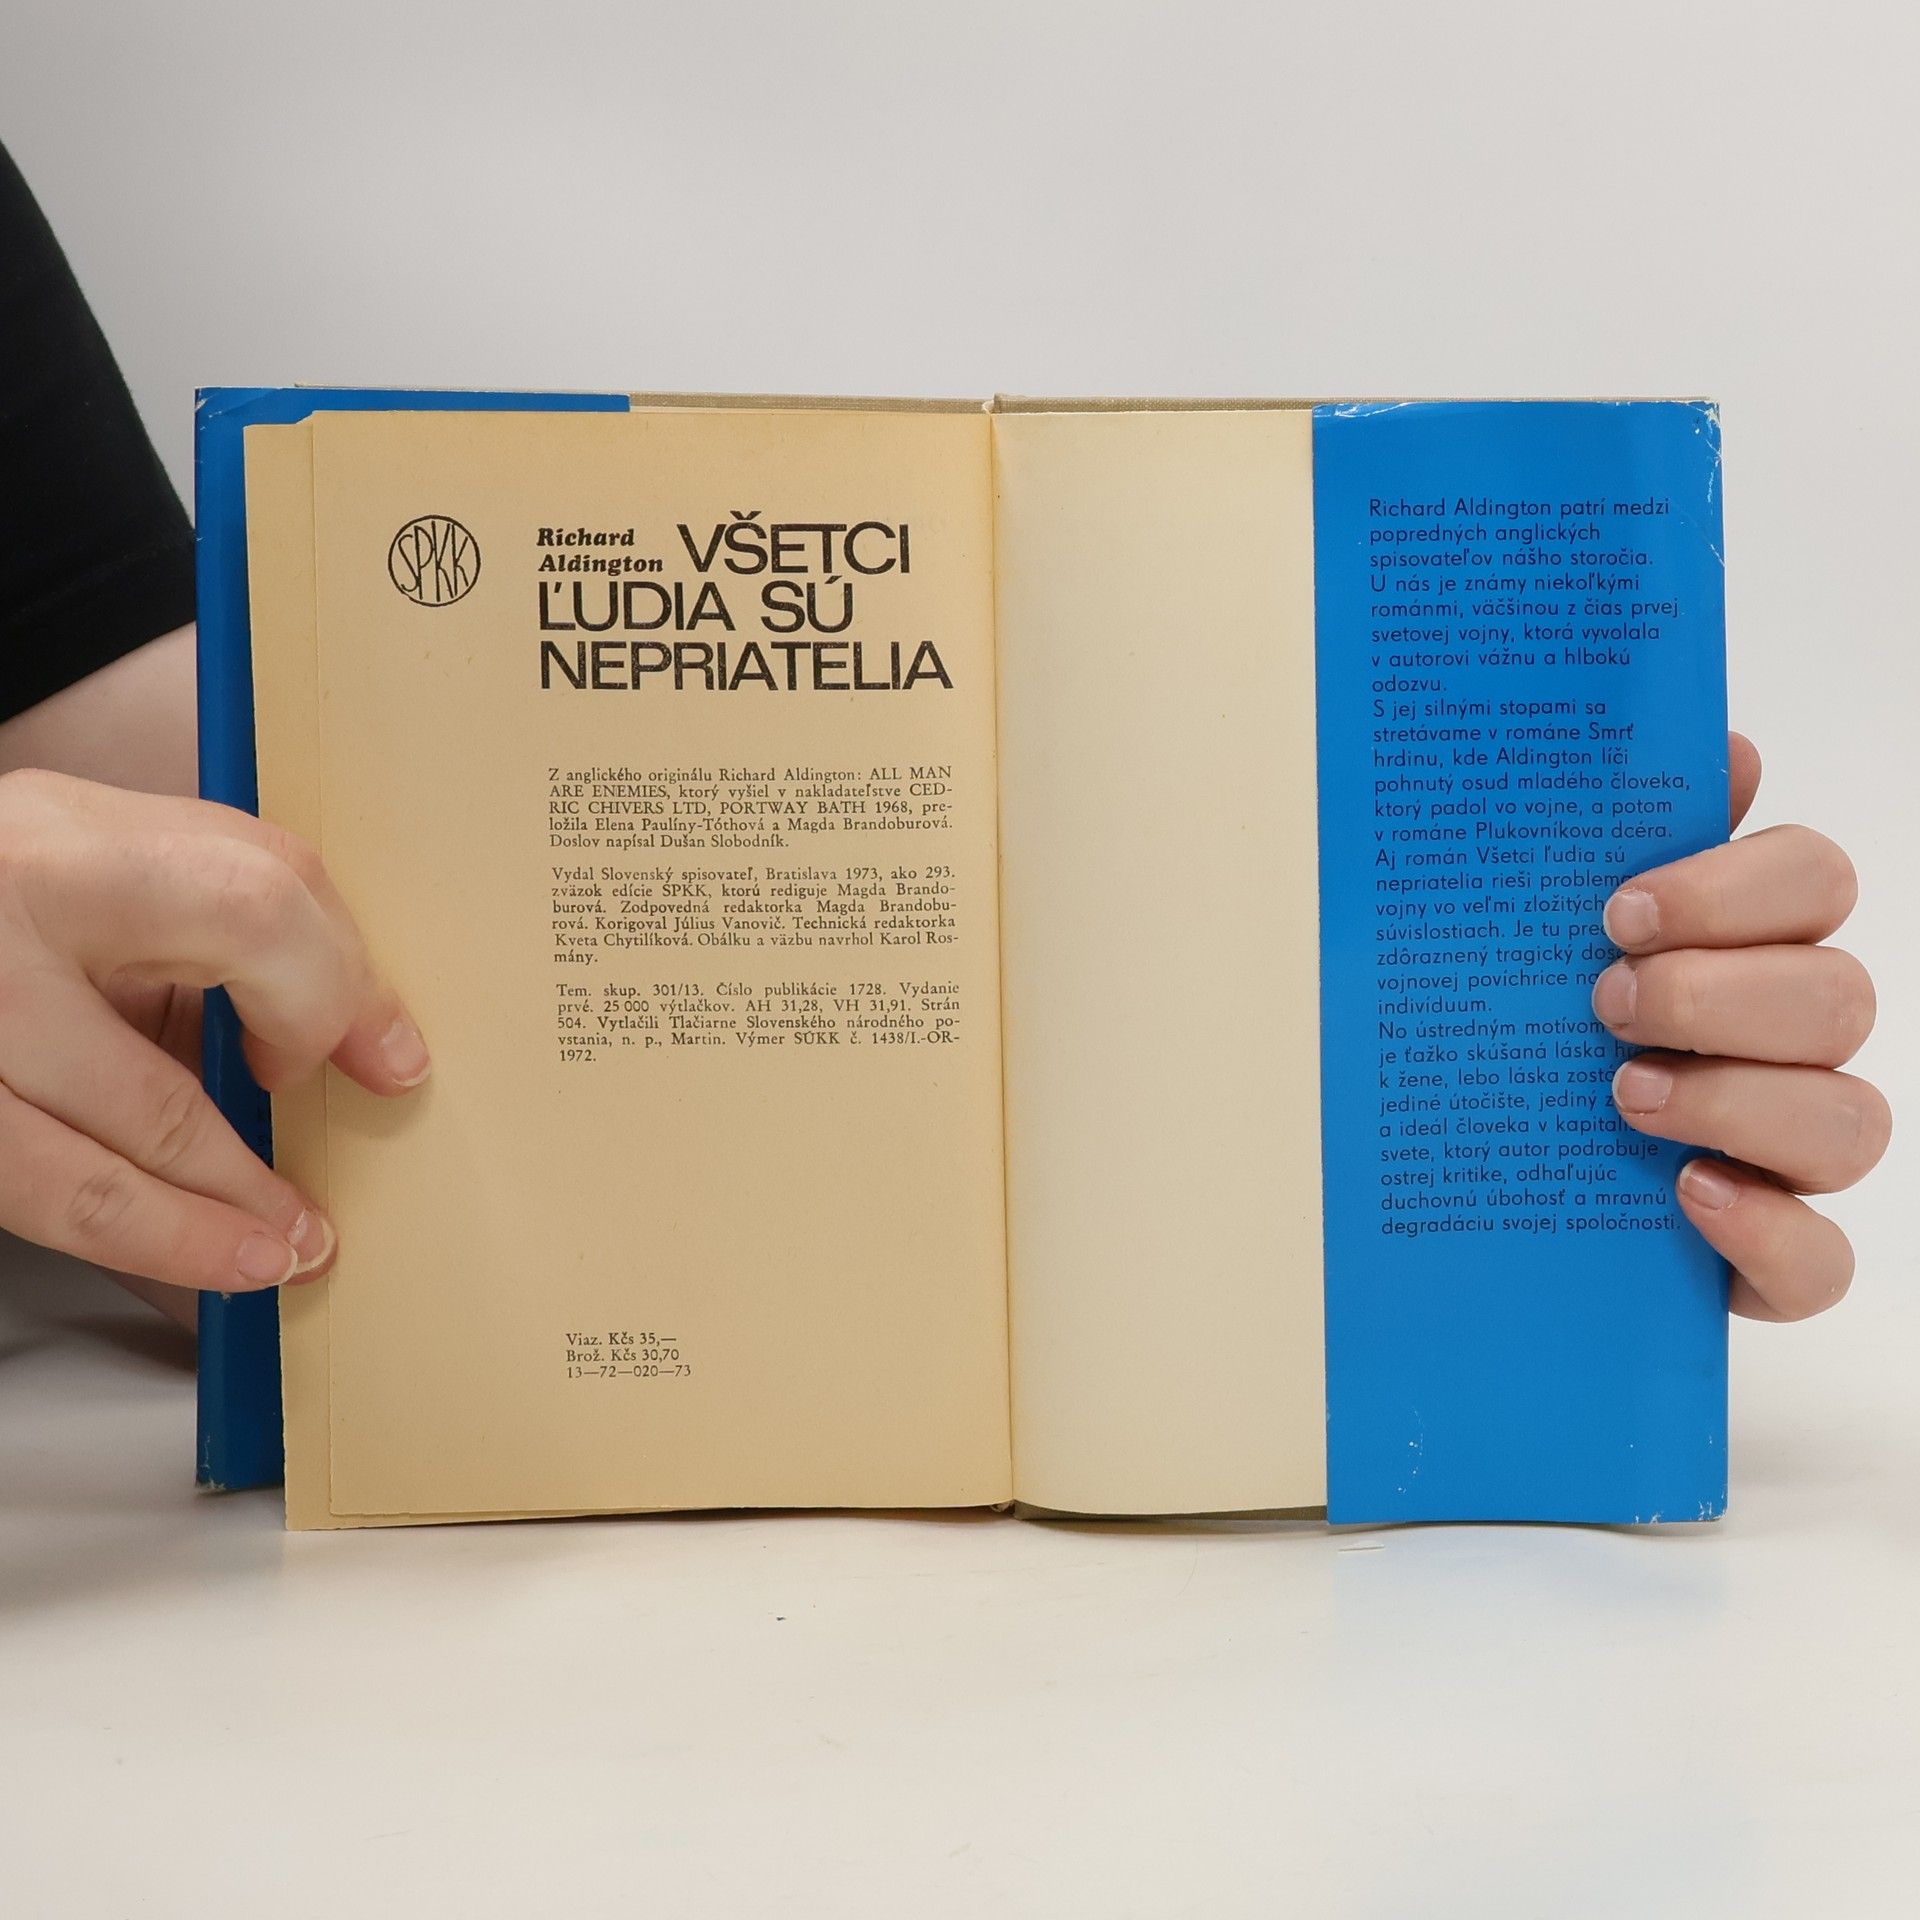 SPKK
Richard
Aldington VŠETCI
ĽUDIA SÚ
NEPRIATELIA
Z anglického originálu Richard Aldington: ALL MAN
ARE ENEMIES, ktorý vyšiel v nakladateľstve CED-
RIC CHIVERS LTD, PORTWAY BATH 1968, pre-
ložila Elena Paulíny-Tóthová a Magda Brandoburová.
Doslov napísal Dušan Slobodník.
Vydal Slovenský spisovateľ, Bratislava 1973, ako 293.
zväzok edície SPKK, ktorú rediguje Magda Brando-
burová. Zodpovedná redaktorka Magda Brandobu-
rová. Korigoval Július Vanovič. Technická redaktorka
Kveta Chytilíková. Obálku a väzbu navrhol Karol Ros-
mány.
Tem. skup. 301/13. Číslo publikácie 1728. Vydanie
prvé. 25 000 výtlačkov. AH 31,28, VH 31,91. Strán
504. Vytlačili Tlačiarne Slovenského národného po-
vstania, n. p., Martin. Výmer SÚKK č. 1438/I.-OR-
1972.
Viaz. Kčs 35,—
Brož. Kčs 30,70
13—72—020—73
Richard Aldington patrí medzi
popredných anglických
spisovateľov nášho storočia.
U nás je známy niekoľkými
románmi, väčšinou z čias prvej
svetovej vojny, ktorá vyvolala
v autorovi vážnu a hlbokú
odozvu.
S jej silnými stopami sa
stretávame v románe Smrť
hrdinu, kde Aldington líči
pohnutý osud mladého človeka,
ktorý padol vo vojne, a potom
v románe Plukovníkova dcéra.
Aj román Všetci ľudia sú
nepriatelia rieši
vojny vo veľmi zložitých
súvislostiach. Je tu
zdôraznený tragický
vojnovej povíchrice
indivíduum.
No ústredným motívom
je ťažko skúšaná láska
k žene, lebo láska
jediné útočište, jediný
a ideál človeka v
svete, ktorý autor podrobuje
ostrej kritike, odhaľujúc
duchovnú úbohosť a mravnú
degradáciu svojej spoločnosti.